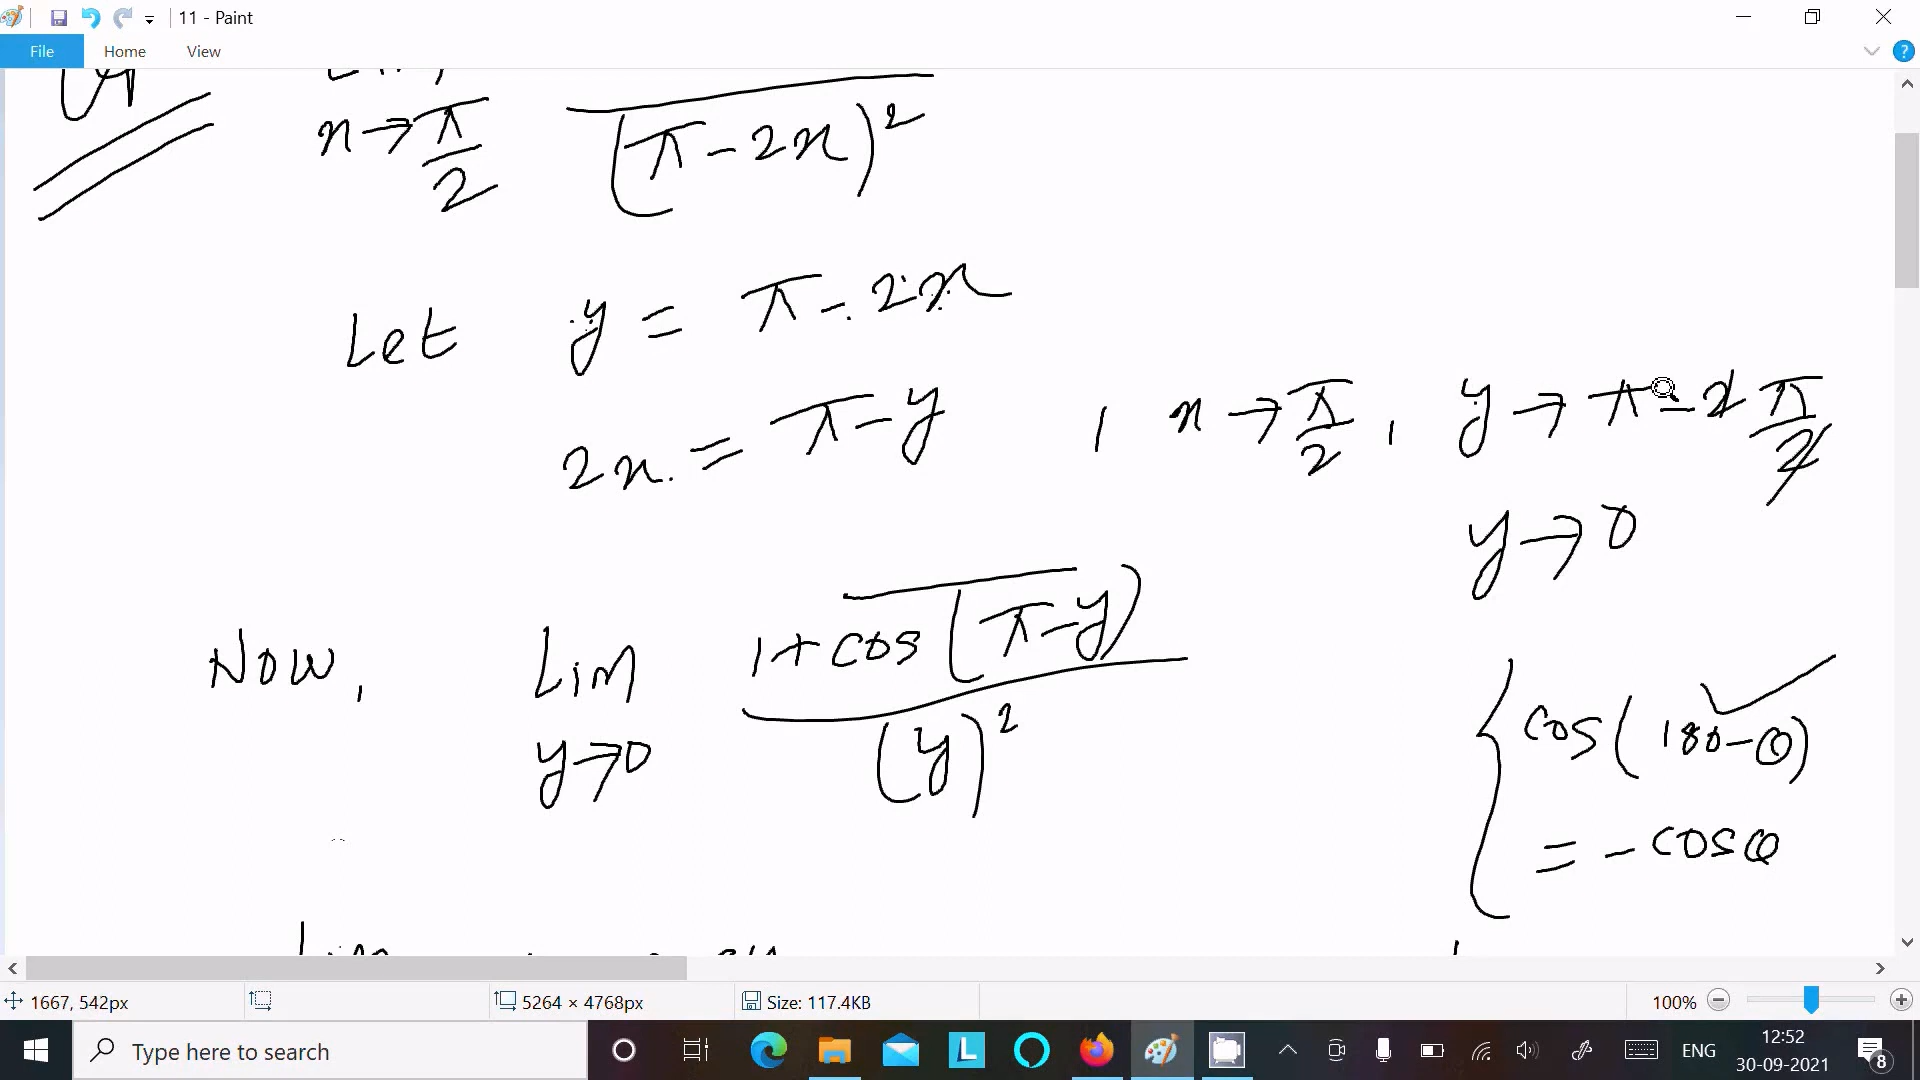 11 - Paint
File Home View
Lim
x→π/2 (π-2x)²
Let y = π-2x
2x = π-y , x→π/2 , y→π-2π/2
y→0
Now, Lim 1+cos(π-y)
y→0 (y)²
cos(180-θ)
= -cosθ
1667, 542px
5264 × 4768px
Size: 117.4KB
100%
Type here to search
ENG
12:52
30-09-2021
8